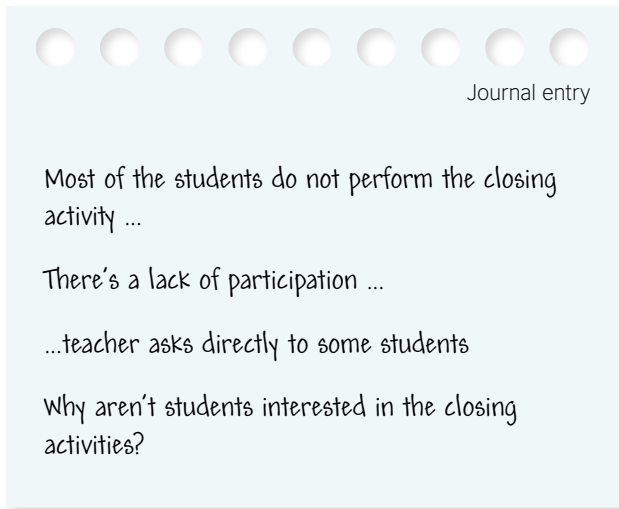 Journal entry
Most of the students do not perform the closing
activity ...
There's a lack of participation ...
...teacher asks directly to some students
Why aren't students interested in the closing
activities?